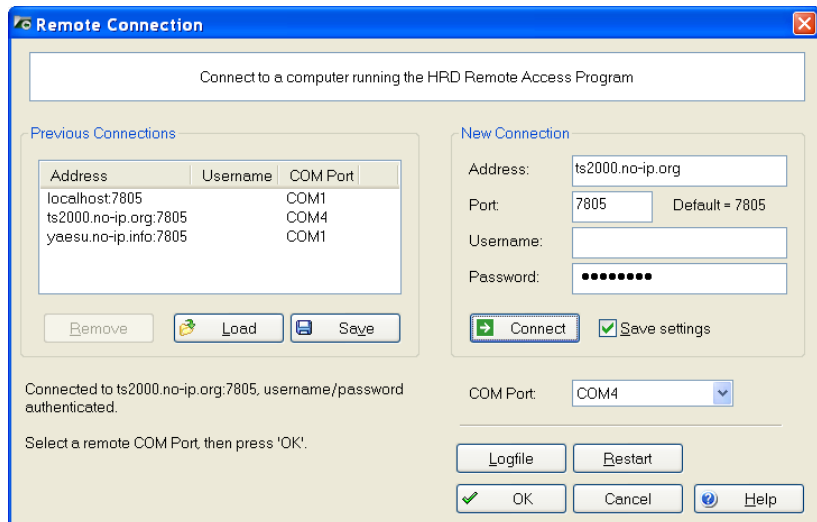 Remote Connection
Connect to a computer running the HRD Remote Access Program
Previous Connections
Address Username COM Port
localhost:7805 COM1
ts2000.no-ip.org:7805 COM4
yaesu.no-ip.info:7805 COM1
Remove Load Save
Connected to ts2000.no-ip.org:7805, username/password
authenticated.
Select a remote COM Port, then press 'OK'.
New Connection
Address: ts2000.no-ip.org
Port: 7805 Default = 7805
Username:
Password: ●●●●●●●●
Connect Save settings
COM Port: COM4
Logfile Restart
OK Cancel Help